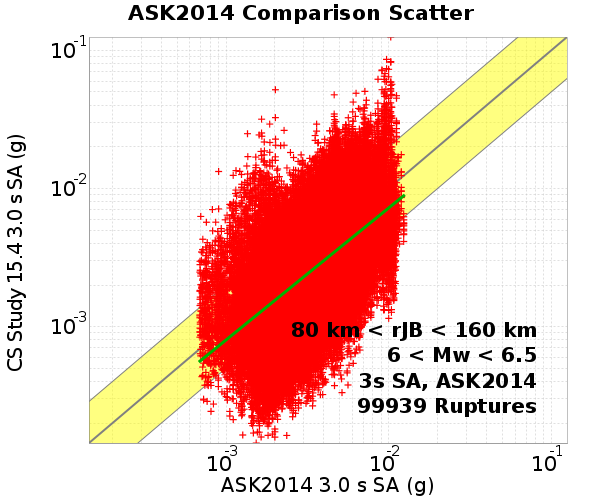 ASK2014 Comparison Scatter
CS Study 15.4 3.0 s SA (g)
10-1
10-2
10-3
80 km < rJB < 160 km
6 < Mw < 6.5
3s SA, ASK2014
99939 Ruptures
10-3 10-2 10-1
ASK2014 3.0 s SA (g)